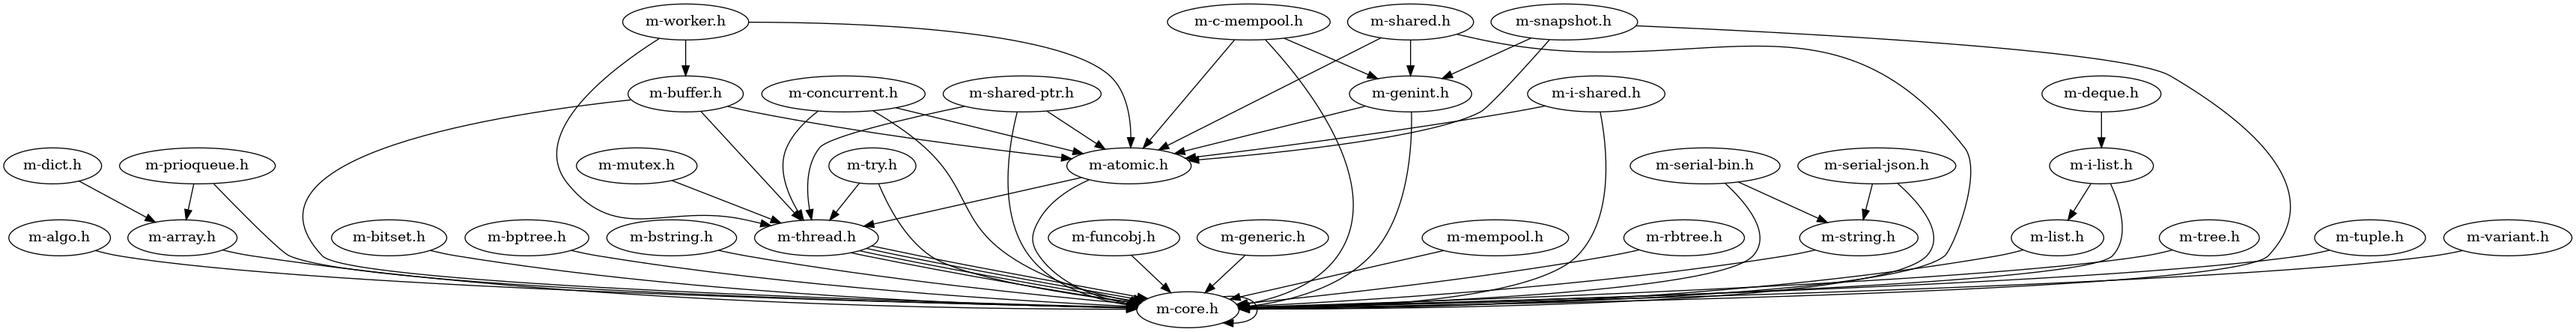 m-worker.h
m-c-mempool.h
m-shared.h
m-snapshot.h
m-buffer.h
m-concurrent.h
m-shared-ptr.h
m-genint.h
m-i-shared.h
m-deque.h
m-dict.h
m-prioqueue.h
m-mutex.h
m-try.h
m-atomic.h
m-serial-bin.h
m-serial-json.h
m-i-list.h
m-algo.h
m-array.h
m-bitset.h
m-bptree.h
m-bstring.h
m-thread.h
m-funcobj.h
m-generic.h
m-mempool.h
m-rbtree.h
m-string.h
m-list.h
m-tree.h
m-tuple.h
m-variant.h
m-core.h